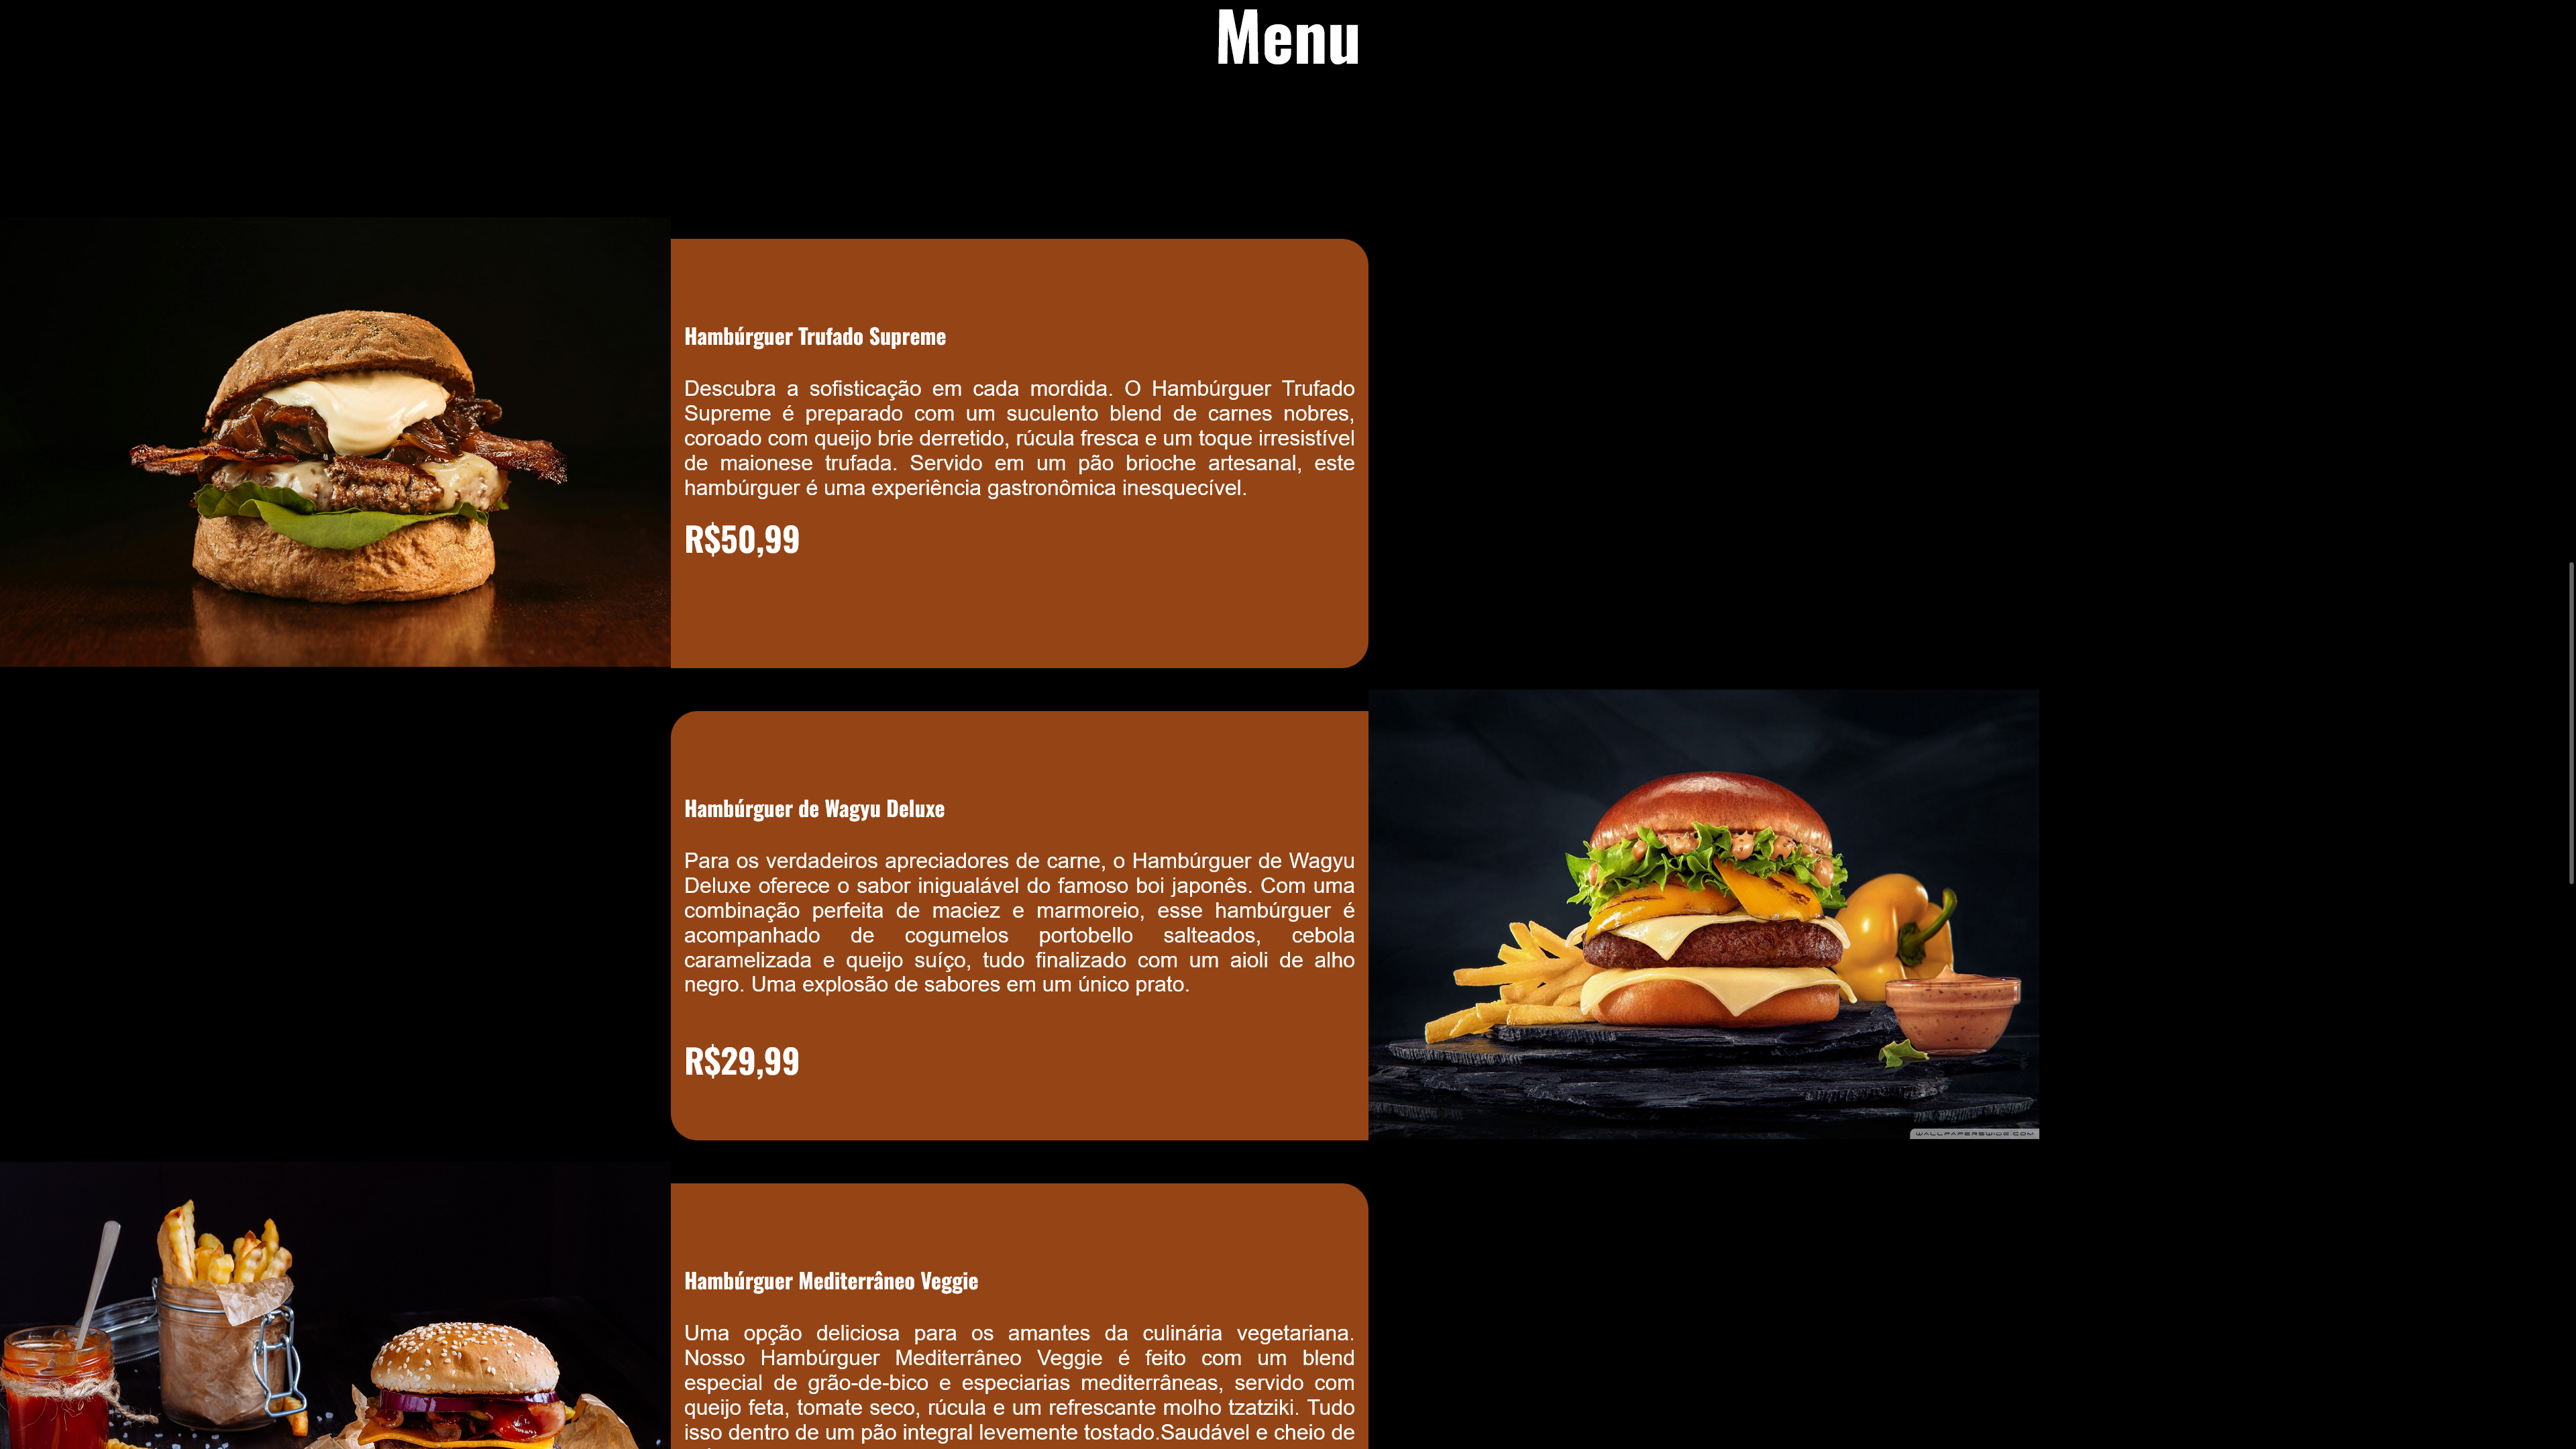 Menu
Hambúrguer Trufado Supreme
Descubra a sofisticação em cada mordida. O Hambúrguer Trufado
Supreme é preparado com um suculento blend de carnes nobres,
coroado com queijo brie derretido, rúcula fresca e um toque irresistível
de maionese trufada. Servido em um pão brioche artesanal, este
hambúrguer é uma experiência gastronômica inesquecível.
R$50,99
Hambúrguer de Wagyu Deluxe
Para os verdadeiros apreciadores de carne, o Hambúrguer de Wagyu
Deluxe oferece o sabor inigualável do famoso boi japonês. Com uma
combinação perfeita de maciez e marmoreio, esse hambúrguer é
acompanhado de cogumelos portobello salteados, cebola
caramelizada e queijo suíço, tudo finalizado com um aioli de alho
negro. Uma explosão de sabores em um único prato.
R$29,99
WALLPAPERSWIDE.COM
Hambúrguer Mediterrâneo Veggie
Uma opção deliciosa para os amantes da culinária vegetariana.
Nosso Hambúrguer Mediterrâneo Veggie é feito com um blend
especial de grão-de-bico e especiarias mediterrâneas, servido com
queijo feta, tomate seco, rúcula e um refrescante molho tzatziki. Tudo
isso dentro de um pão integral levemente tostado.Saudável e cheio de